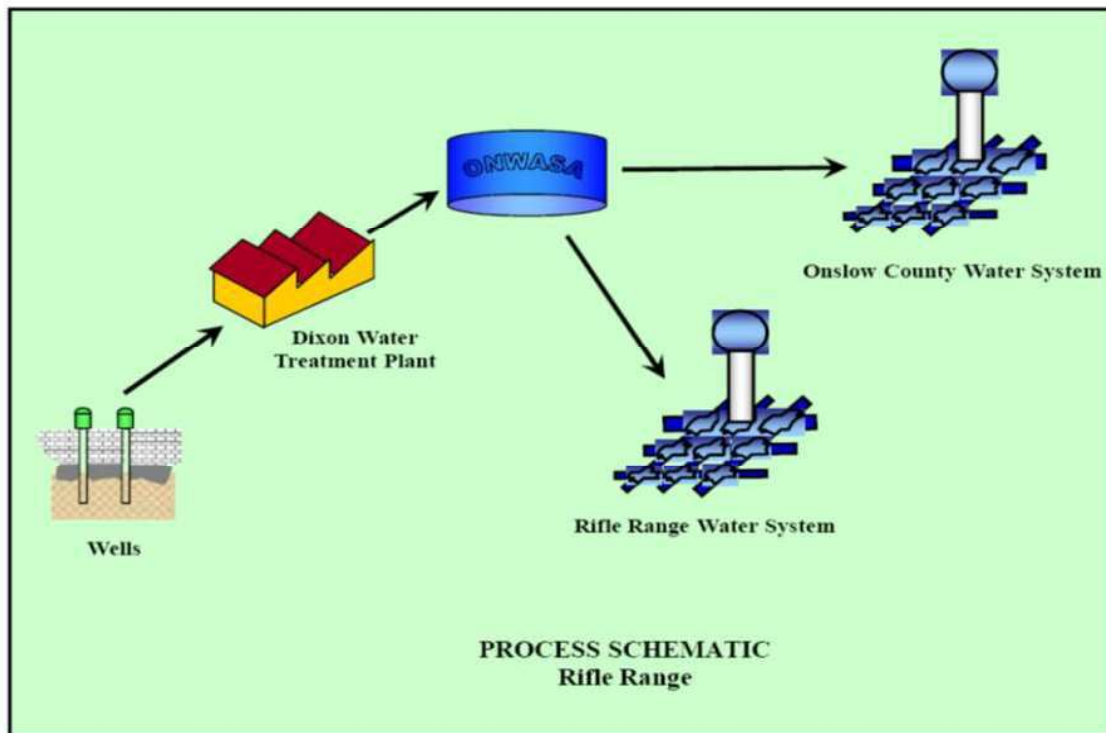 ONWASA
Onslow County Water System
Dixon Water
Treatment Plant
Rifle Range Water System
Wells
PROCESS SCHEMATIC
Rifle Range